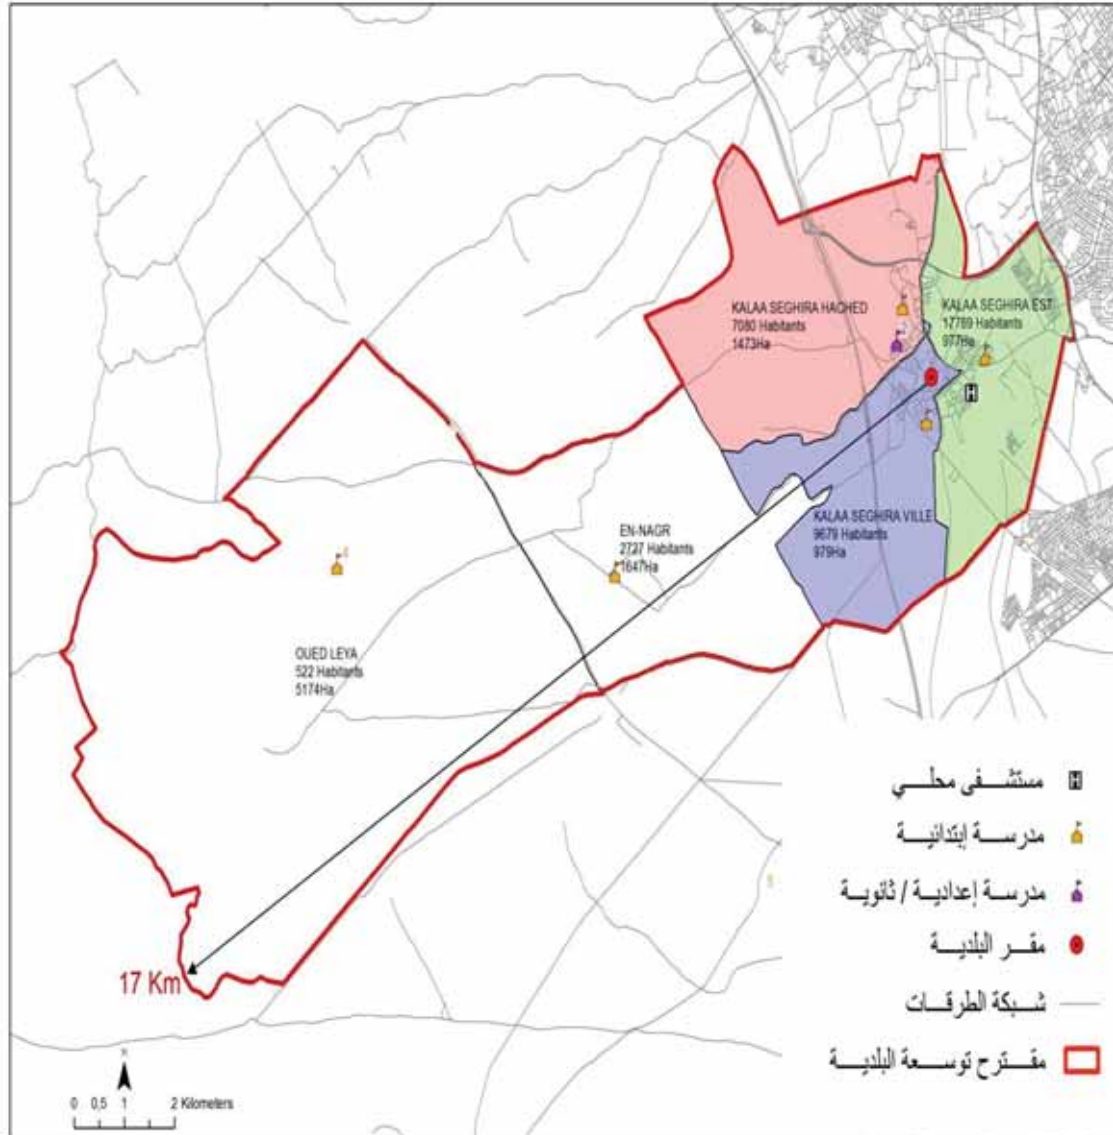 KALAA SEGHIRA HACHED
7080 Habitants
1473Ha
KALAA SEGHIRA EST
17769 Habitants
977Ha
KALAA SEGHIRA VILLE
9679 Habitants
979Ha
EN-NAGR
2727 Habitants
1647Ha
OUED LEYA
522 Habitants
5174Ha
17 Km
0 0,5 1 2 Kilometers
H
مستشفى محلي
مدرسة إبتدائية
مدرسة إعدادية / ثانوية
مقر البلدية
شبكة الطرقات
مقترح توسعة البلدية